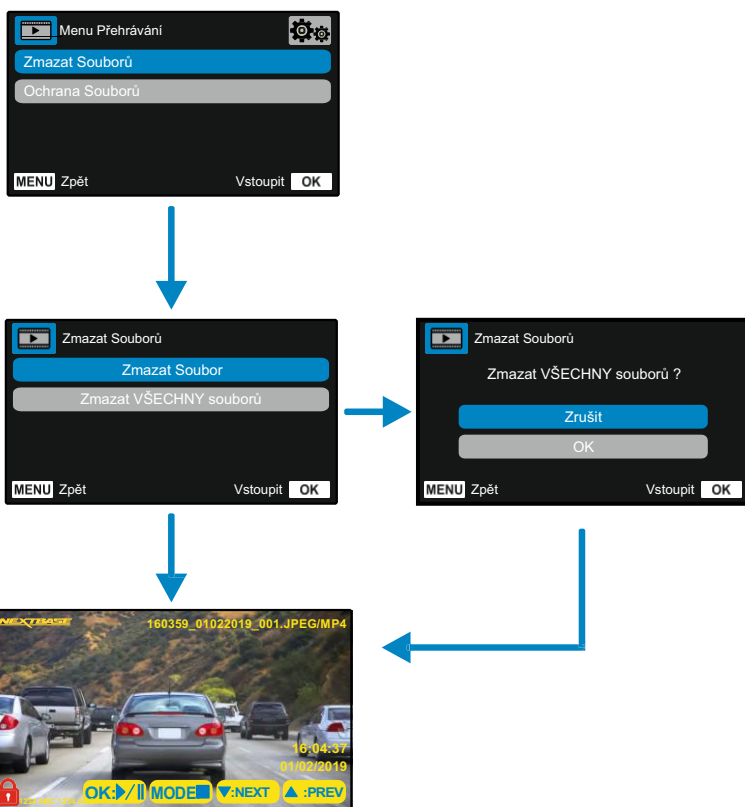 Menu Přehrávání
Zmazat Souborů
Ochrana Souborů
MENU Zpět Vstoupit OK
Zmazat Souborů
Zmazat Soubor
Zmazat VŠECHNY souborů
MENU Zpět Vstoupit OK
Zmazat Souborů
Zmazat VŠECHNY souborů ?
Zrušit
OK
MENU Zpět Vstoupit OK
NEXTBASE 160359_01022019_001.JPEG/MP4
16:04:37
01/02/2019
OK: MODE :NEXT :PREV